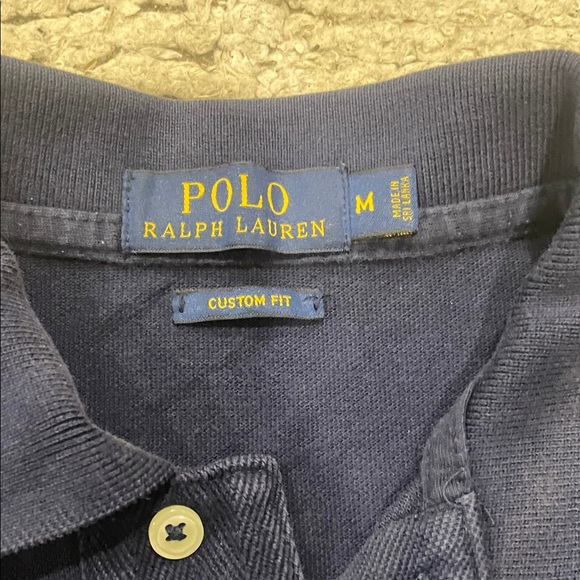 POLO
RALPH LAUREN
M
MADE IN
SRI LANKA
CUSTOM FIT